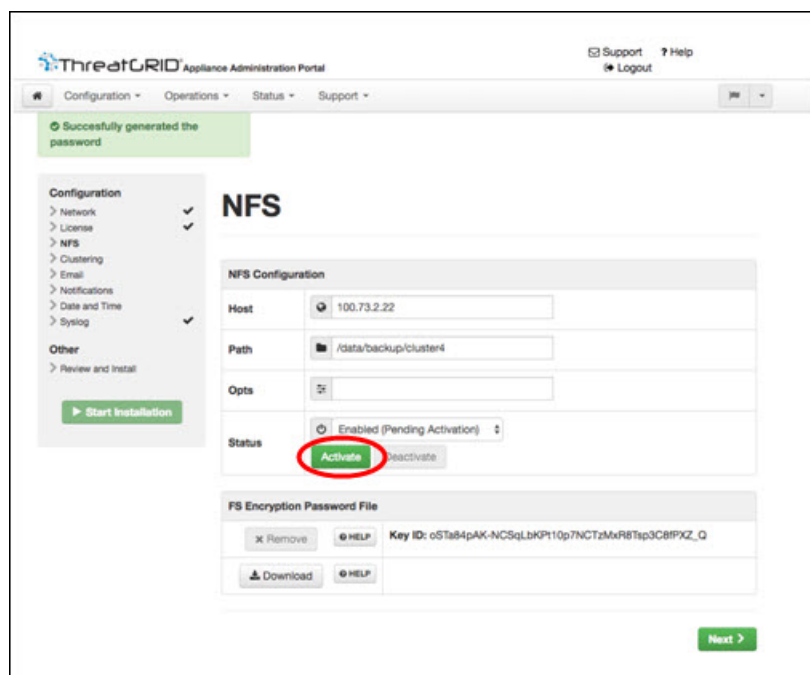 ThreatGRID Appliance Administration Portal
Support ? Help
Logout
Configuration Operations Status Support
Succesfully generated the
password
Configuration
Network
License
NFS
Clustering
Email
Notifications
Date and Time
Syslog
Other
Review and Install
Start Installation
NFS
NFS Configuration
Host 100.73.2.22
Path /data/backup/cluster4
Opts
Status Enabled (Pending Activation)
Activate Deactivate
FS Encryption Password File
Remove HELP Key ID: oSTa84pAK-NCSqLbKPt10p7NCTzMxR8Tsp3C8fPXZ_Q
Download HELP
Next